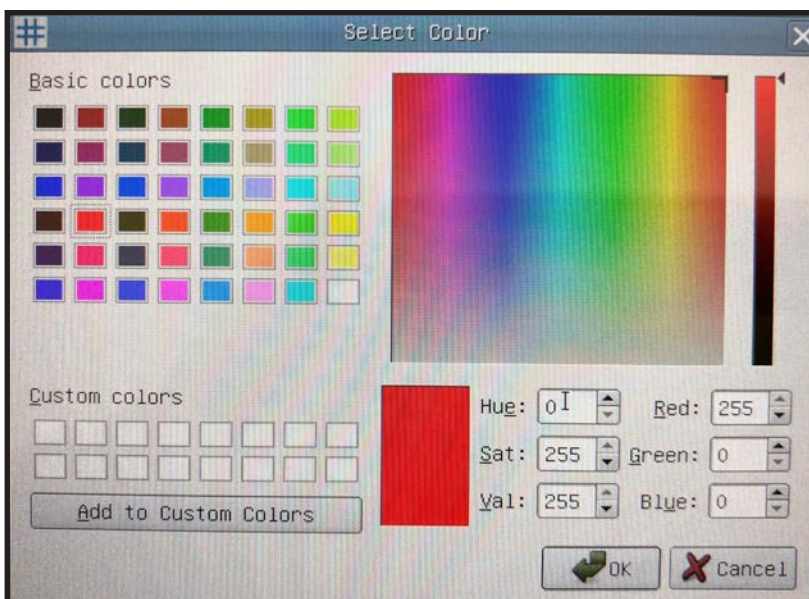 Select Color
Basic colors
Custom colors
Add to Custom Colors
Hue: 0 Red: 255
Sat: 255 Green: 0
Val: 255 Blue: 0
OK Cancel